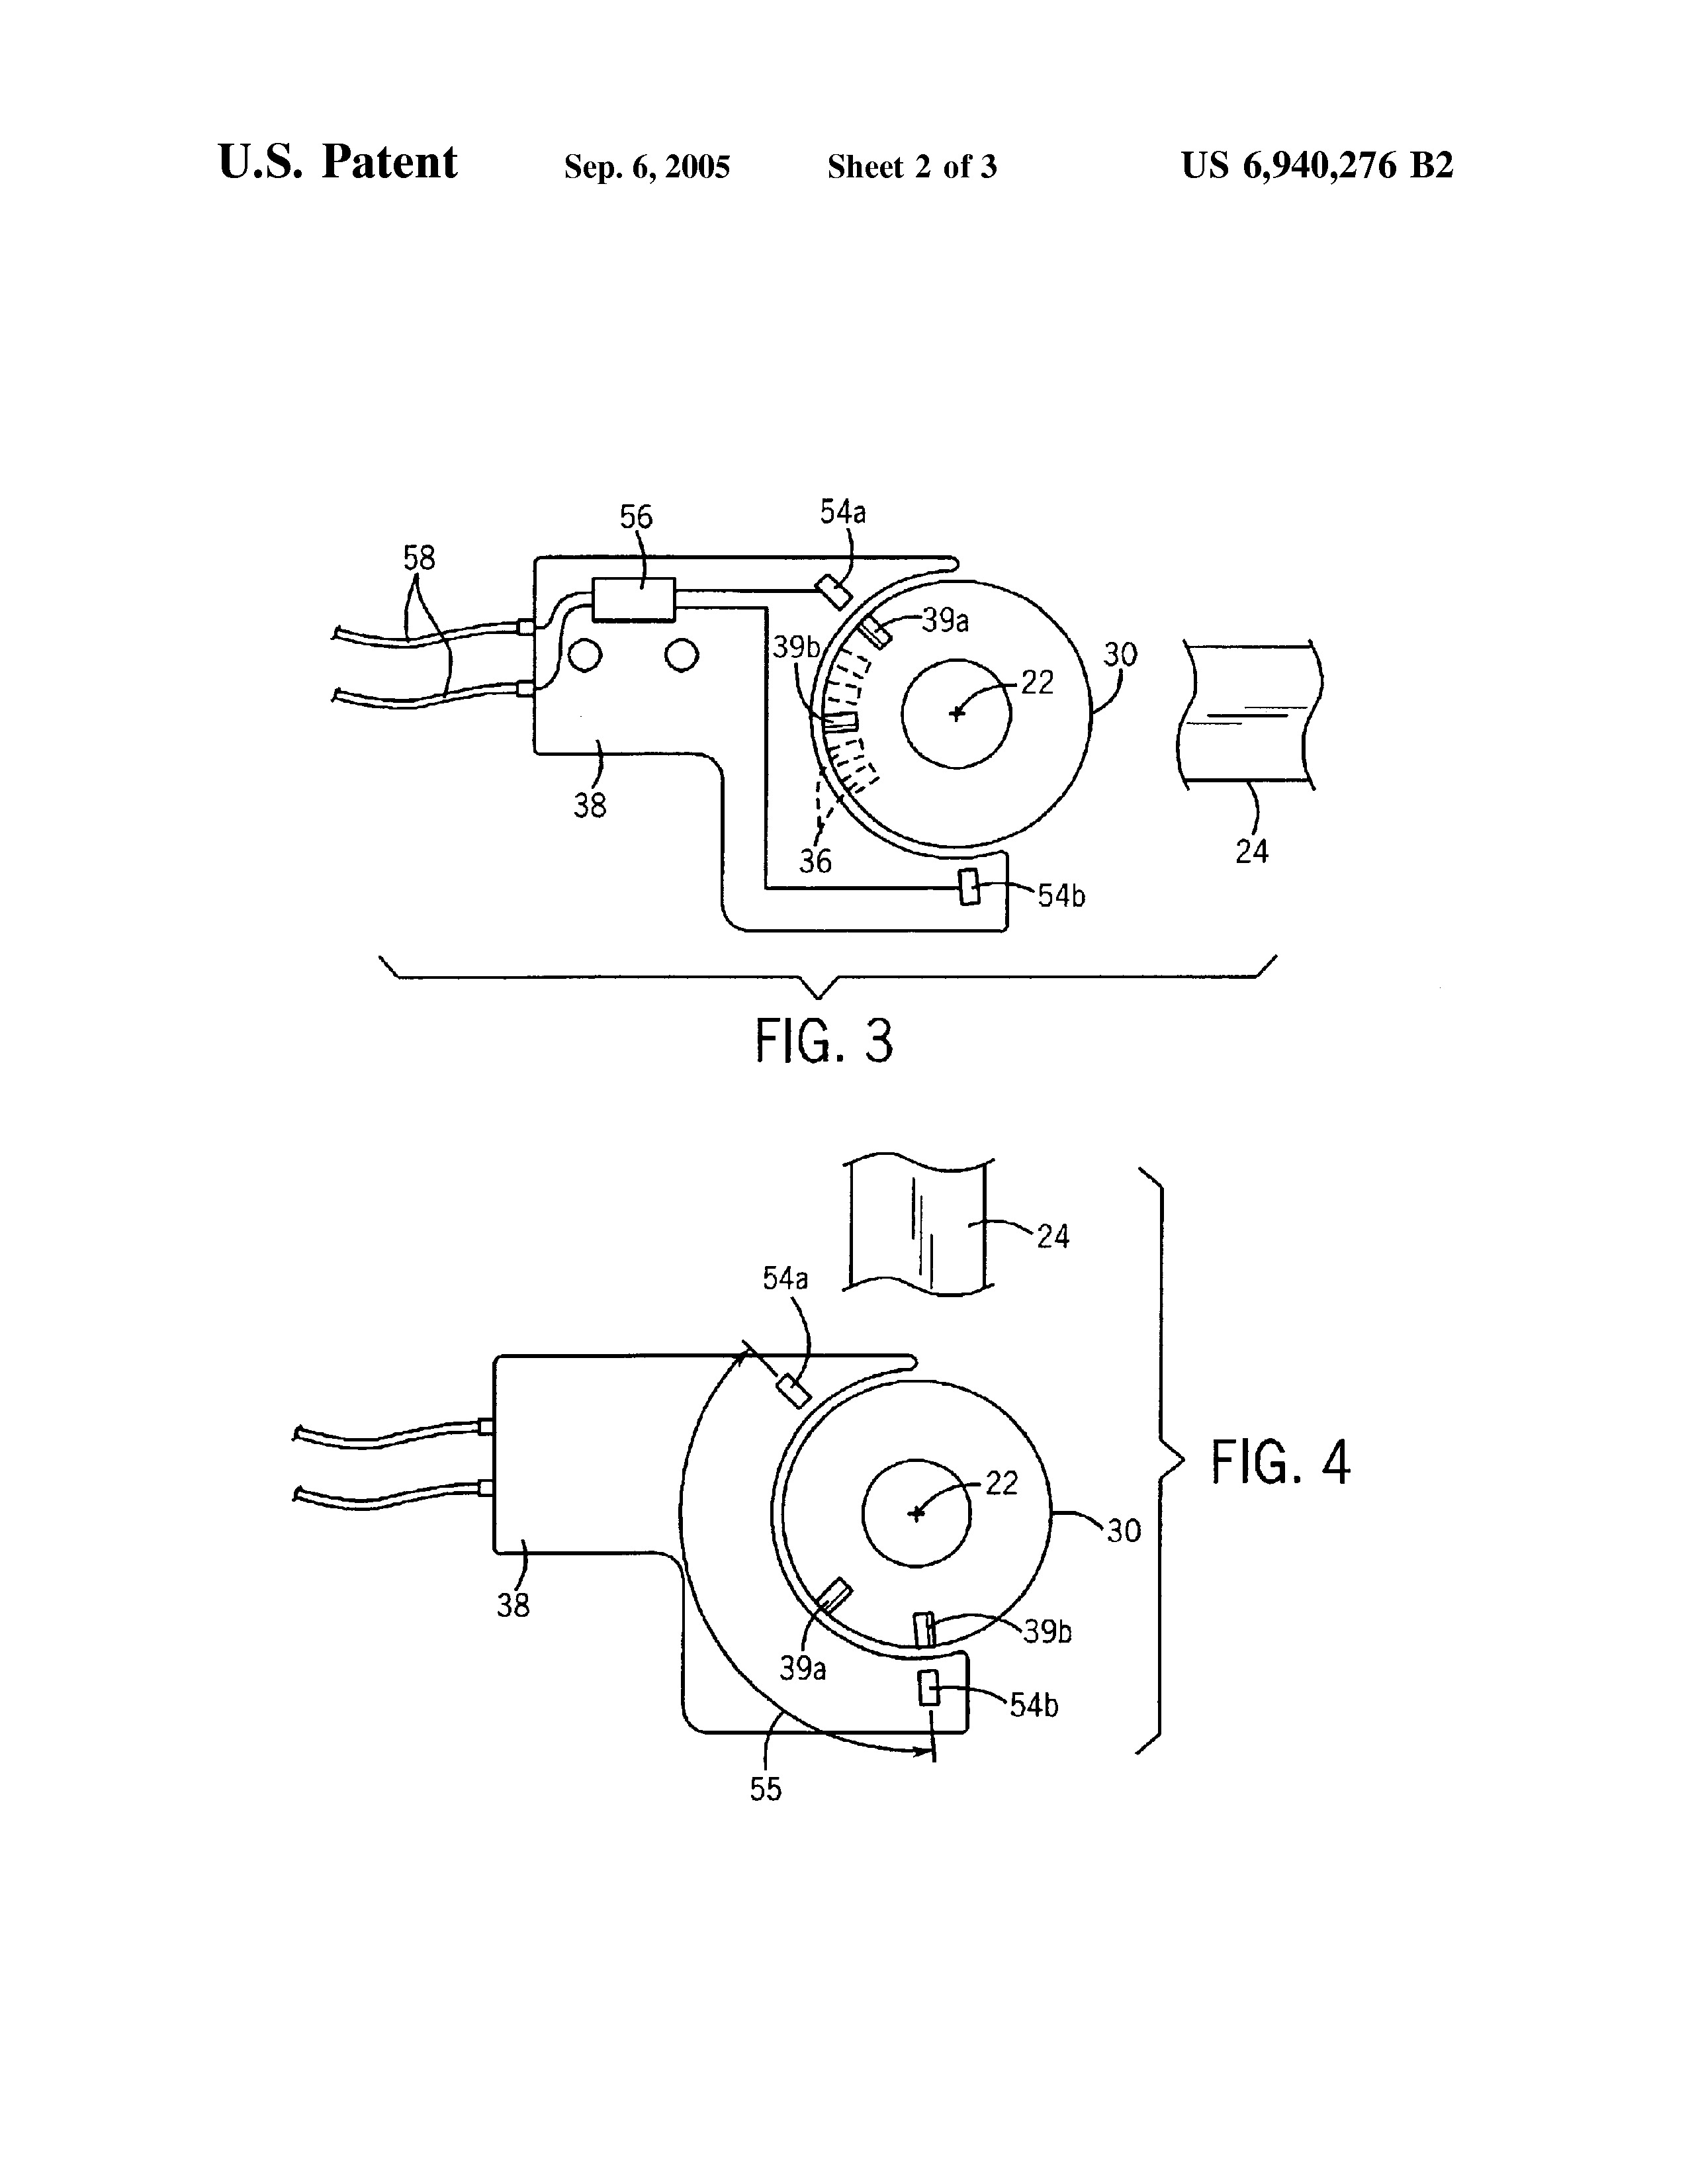 U.S. Patent Sep. 6, 2005 Sheet 2 of 3 US 6,940,276 B2
54a
56
58
39a
39b
30
22
38
24
36
54b
FIG. 3
24
54a
22
FIG. 4
30
38
39b
39a
54b
55